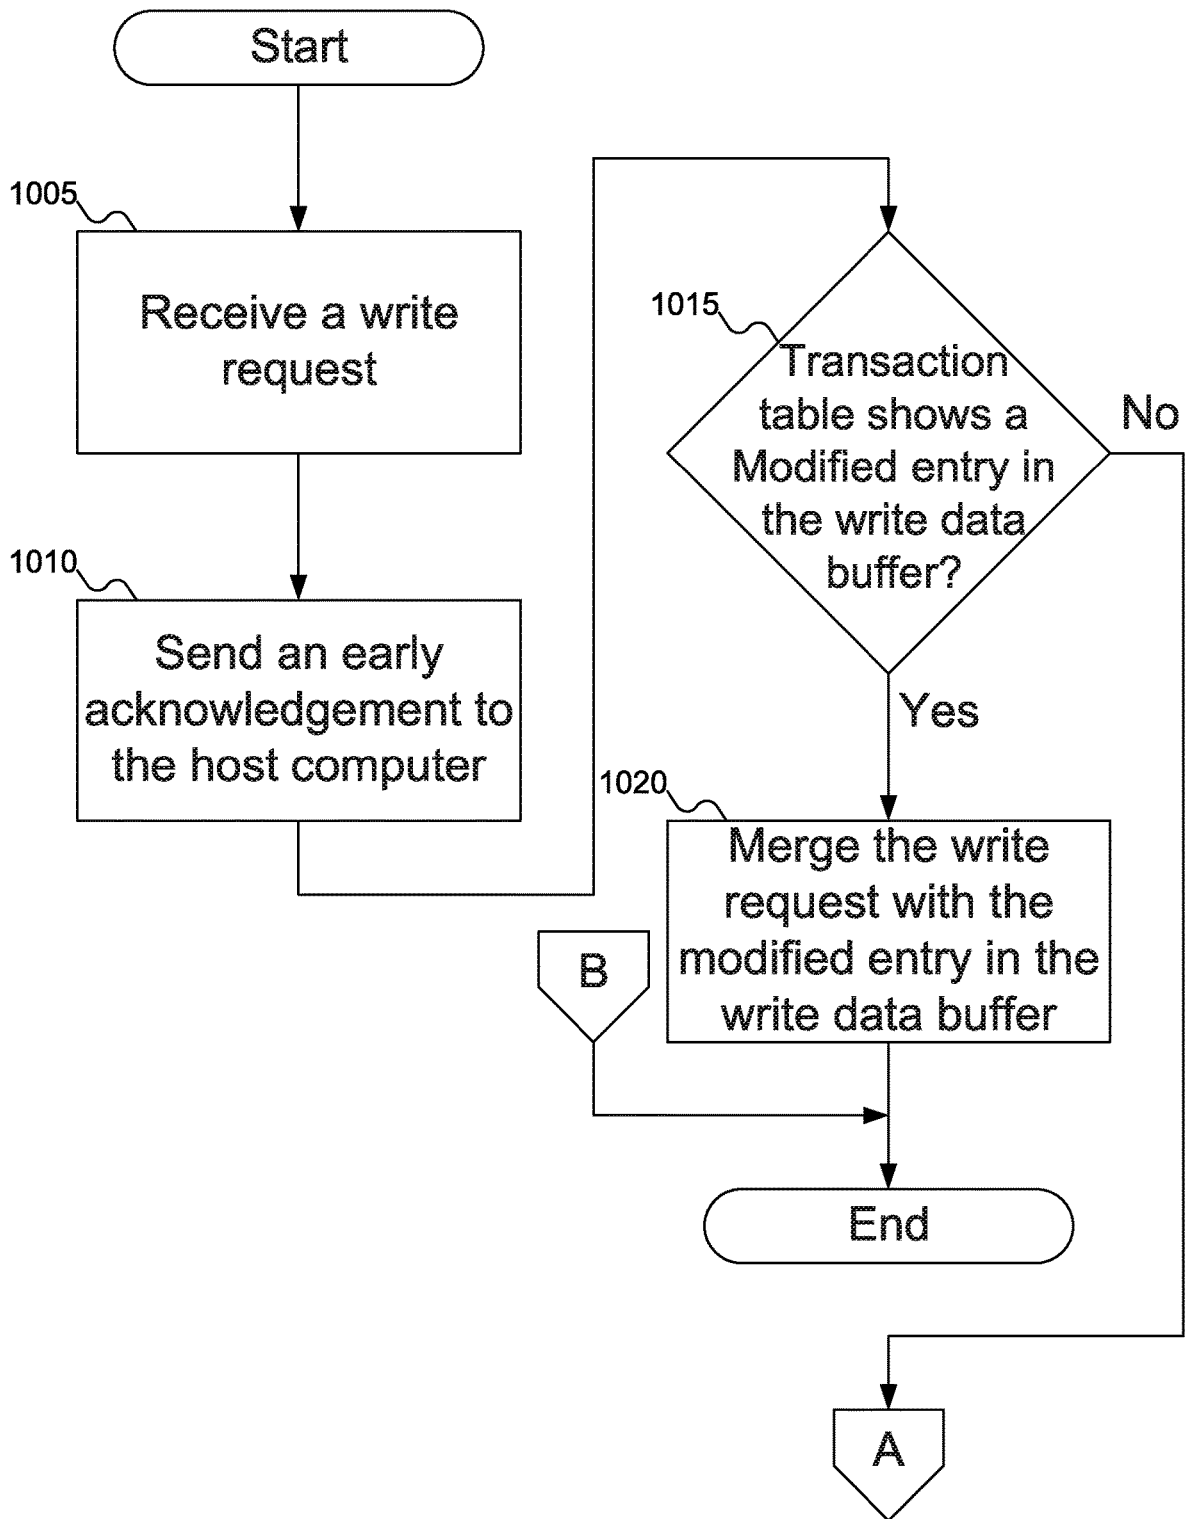 Start
1005
Receive a write
request
1010
Send an early
acknowledgement to
the host computer
1015
Transaction
table shows a
Modified entry in
the write data
buffer?
No
Yes
1020
Merge the write
request with the
modified entry in the
write data buffer
B
End
A